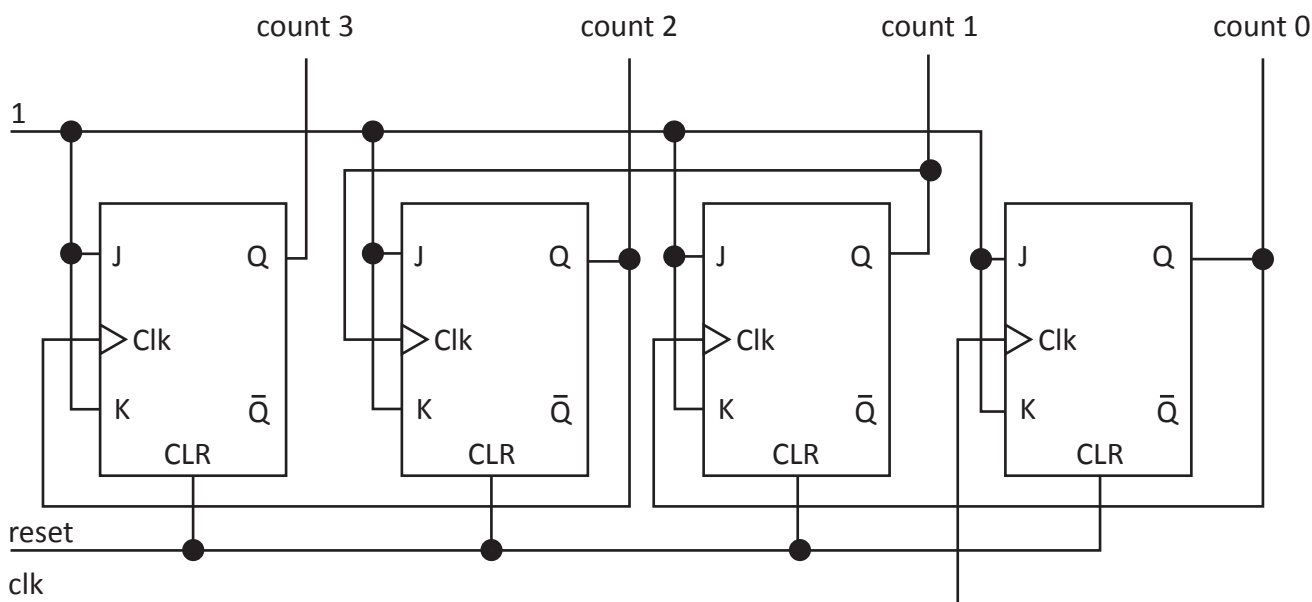 count 3 count 2 count 1 count 0
1
J Q J Q J Q J Q
Clk Clk Clk Clk
K Q̅ K Q̅ K Q̅ K Q̅
CLR CLR CLR CLR
reset
clk